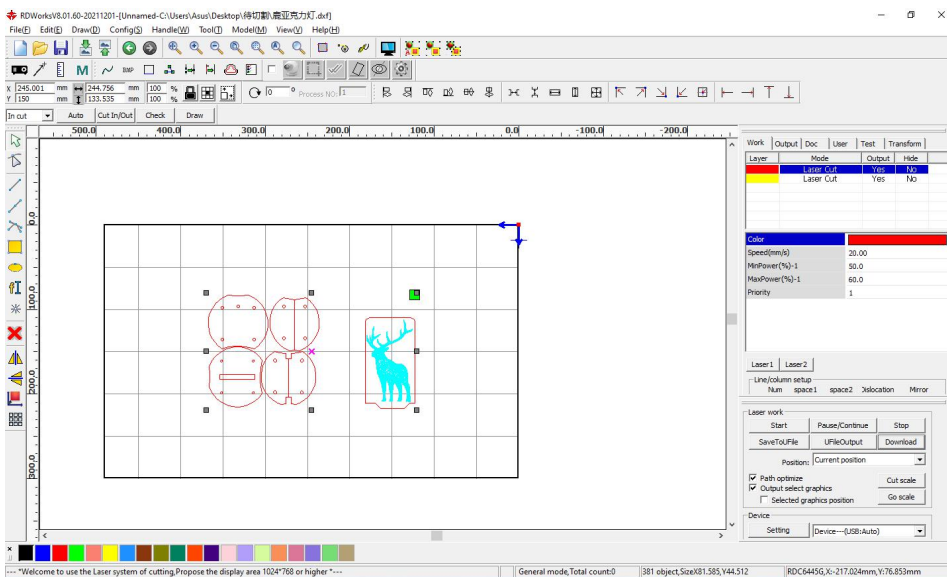 RDWorksV8.01.60-20211201-[Unnamed-C:\Users\Asus\Desktop\待切割\鹿亚克力灯.dxf]
File(F) Edit(E) Draw(D) Config(S) Handle(W) Tool(T) Model(M) View(V) Help(H)
BMP
X 245.001 mm 244.756 mm 100 %
Y 150 mm 133.535 mm 100 %
0 ° Process NO: 1
In cut Auto Cut In/Out Check Draw
500.0 400.0 300.0 200.0 100.0 0.0 -100.0 -200.0
0.0
100.0
200.0
300.0
Work Output Doc User Test Transform
Layer Mode Output Hide
Laser Cut Yes No
Laser Cut Yes No
Color
Speed(mm/s) 20.00
MinPower(%)-1 50.0
MaxPower(%)-1 60.0
Priority 1
Laser1 Laser2
Line/column setup
Num space1 space2 Dislocation Mirror
Laser work
Start Pause/Continue Stop
SaveToUFile UFileOutput Download
Position: Current position
Path optimize
Output select graphics
Selected graphics position
Cut scale
Go scale
Device
Setting Device---(USB:Auto)
--- *Welcome to use the Laser system of cutting,Propose the display area 1024*768 or higher *---
General mode,Total count:0
381 object,SizeX81.585,Y44.512
RDC6445G,X:-217.024mm,Y:76.853mm